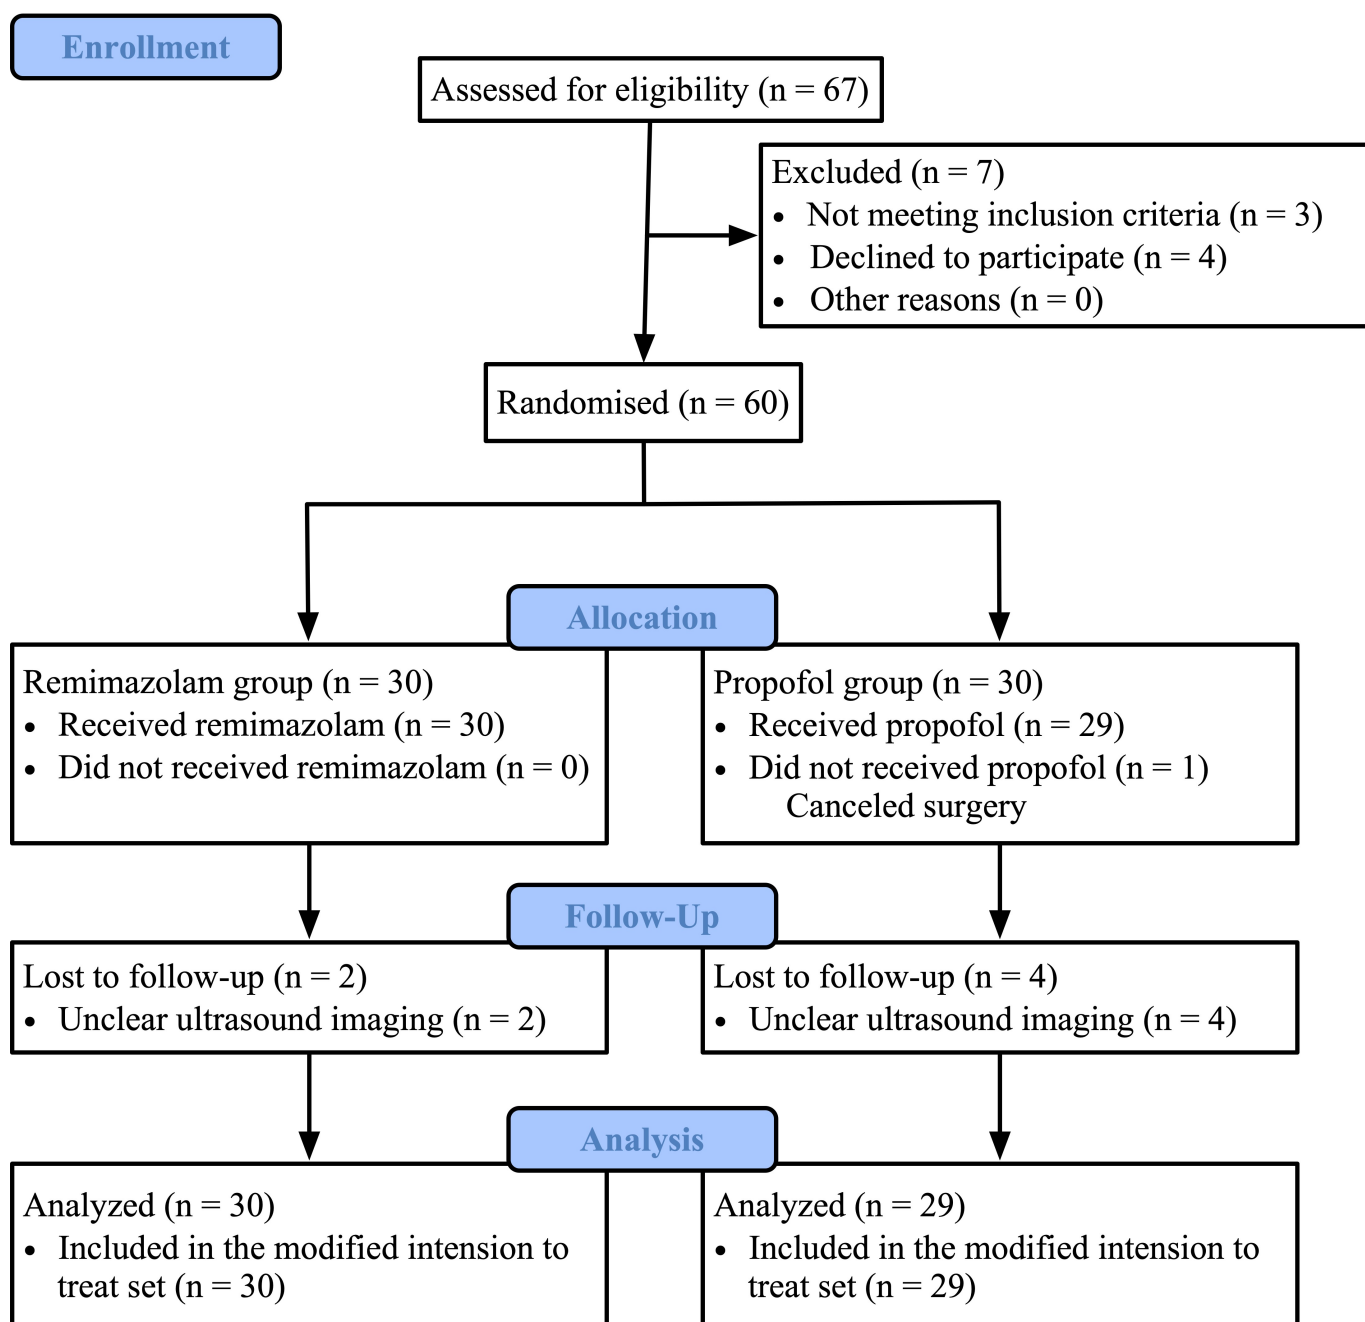 Enrollment
Assessed for eligibility (n = 67)
Excluded (n = 7)
• Not meeting inclusion criteria (n = 3)
• Declined to participate (n = 4)
• Other reasons (n = 0)
Randomised (n = 60)
Allocation
Remimazolam group (n = 30)
• Received remimazolam (n = 30)
• Did not received remimazolam (n = 0)
Propofol group (n = 30)
• Received propofol (n = 29)
• Did not received propofol (n = 1)
Canceled surgery
Follow-Up
Lost to follow-up (n = 2)
• Unclear ultrasound imaging (n = 2)
Lost to follow-up (n = 4)
• Unclear ultrasound imaging (n = 4)
Analysis
Analyzed (n = 30)
• Included in the modified intension to
treat set (n = 30)
Analyzed (n = 29)
• Included in the modified intension to
treat set (n = 29)